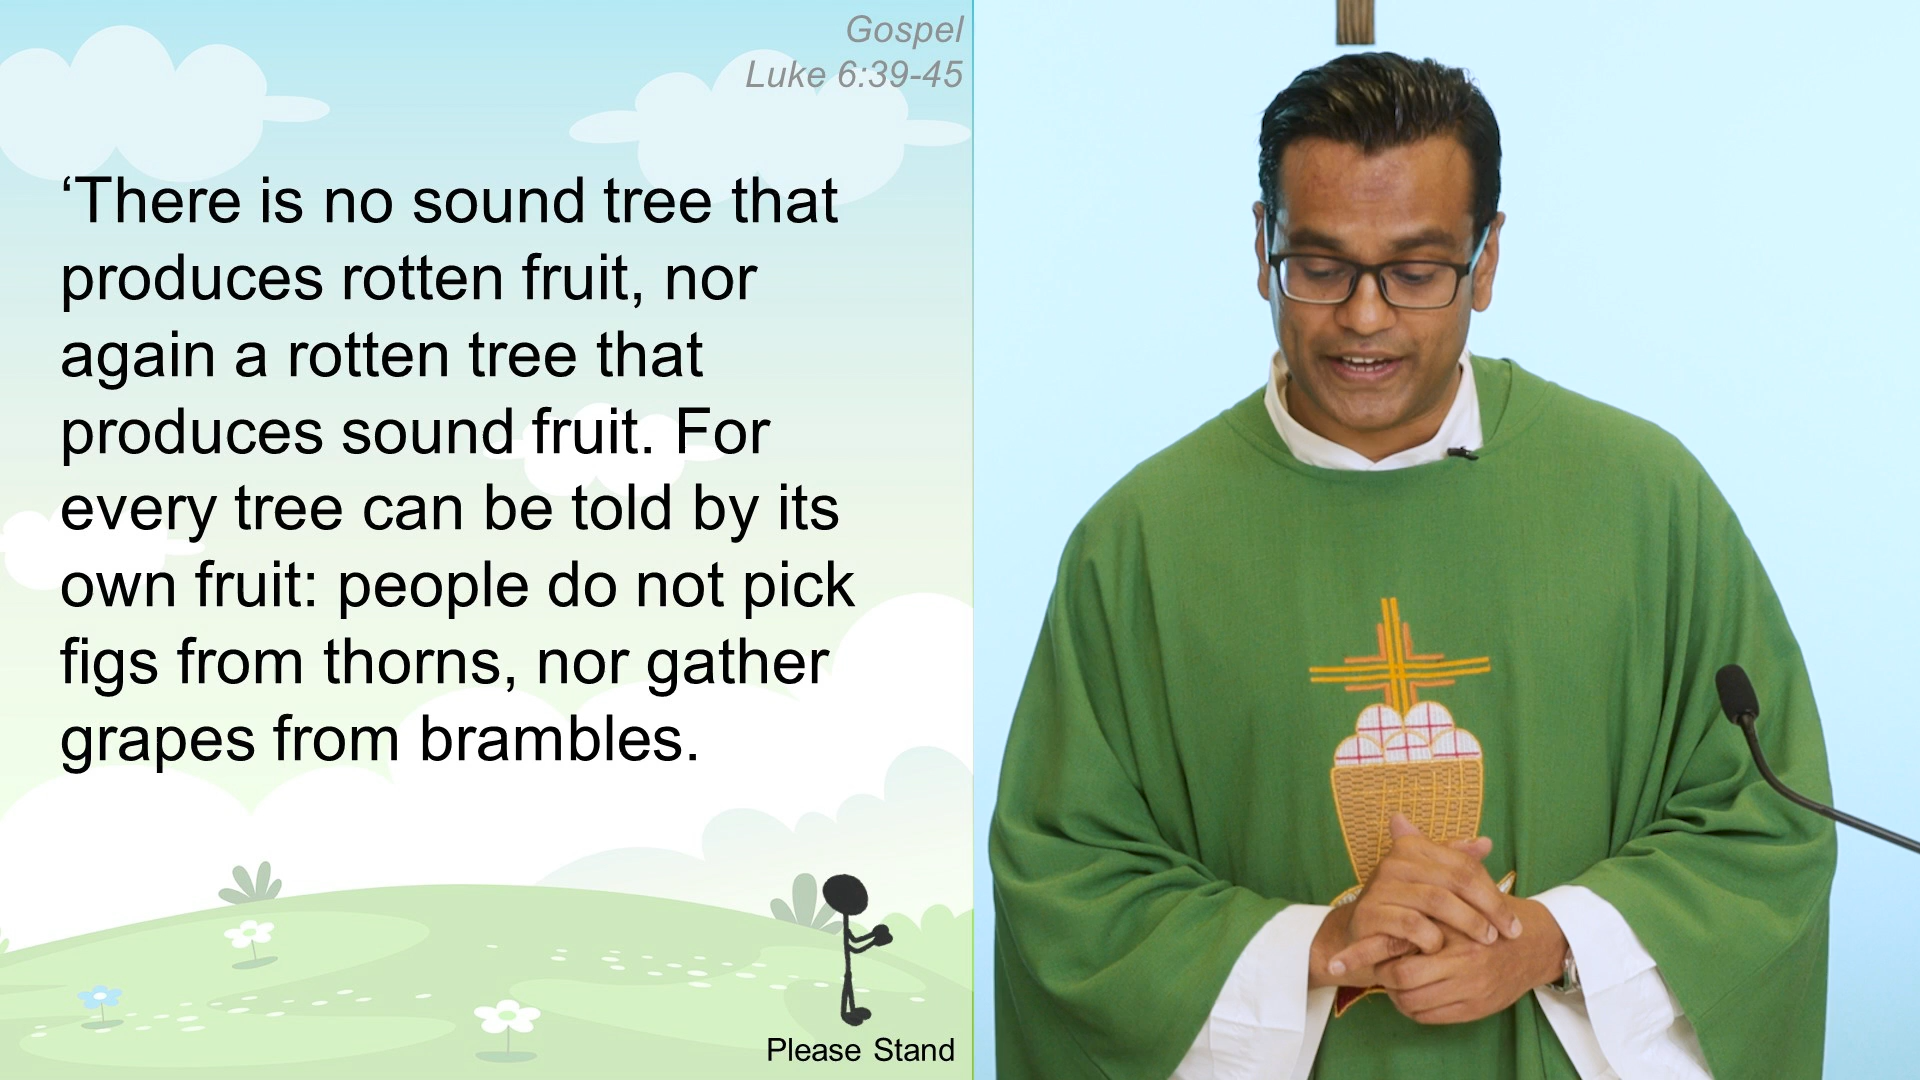 Gospel
Luke 6:39-45
‘There is no sound tree that
produces rotten fruit, nor
again a rotten tree that
produces sound fruit. For
every tree can be told by its
own fruit: people do not pick
figs from thorns, nor gather
grapes from brambles.
Please Stand